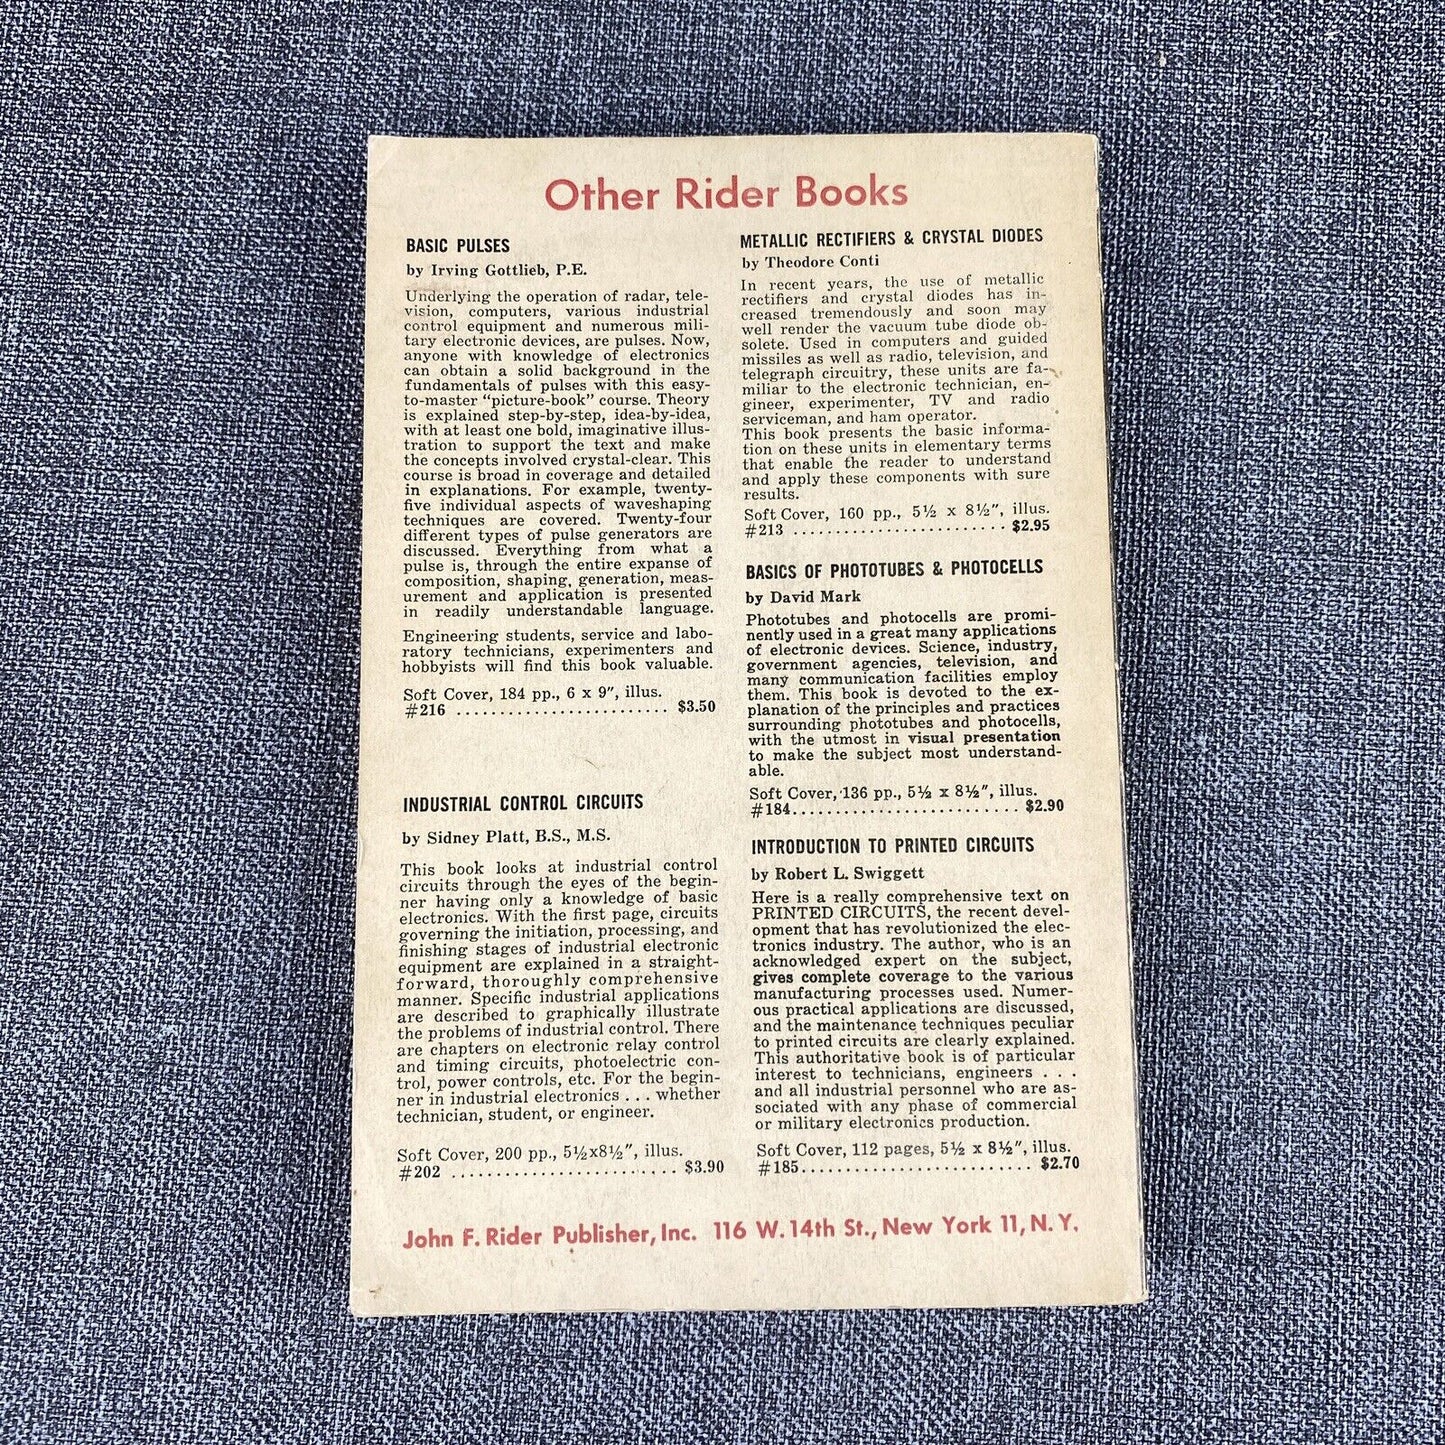 Other Rider Books
BASIC PULSES
by Irving Gottlieb, P.E.
Underlying the operation of radar, tele-
vision, computers, various industrial
control equipment and numerous mili-
tary electronic devices, are pulses. Now,
anyone with knowledge of electronics
can obtain a solid background in the
fundamentals of pulses with this easy-
to-master "picture-book" course. Theory
is explained step-by-step, idea-by-idea,
with at least one bold, imaginative illus-
tration to support the text and make
the concepts involved crystal-clear. This
course is broad in coverage and detailed
in explanations. For example, twenty-
five individual aspects of waveshaping
techniques are covered. Twenty-four
different types of pulse generators are
discussed. Everything from what a
pulse is, through the entire expanse of
composition, shaping, generation, meas-
urement and application is presented
in readily understandable language.
Engineering students, service and labo-
ratory technicians, experimenters and
hobbyists will find this book valuable.
Soft Cover, 184 pp., 6 x 9", illus.
#216 ......................... $3.50
INDUSTRIAL CONTROL CIRCUITS
by Sidney Platt, B.S., M.S.
This book looks at industrial control
circuits through the eyes of the begin-
ner having only a knowledge of basic
electronics. With the first page, circuits
governing the initiation, processing, and
finishing stages of industrial electronic
equipment are explained in a straight-
forward, thoroughly comprehensive
manner. Specific industrial applications
are described to graphically illustrate
the problems of industrial control. There
are chapters on electronic relay control
and timing circuits, photoelectric con-
trol, power controls, etc. For the begin-
ner in industrial electronics . . . whether
technician, student, or engineer.
Soft Cover, 200 pp., 5½x8½", illus.
#202 .......................... $3.90
METALLIC RECTIFIERS & CRYSTAL DIODES
by Theodore Conti
In recent years, the use of metallic
rectifiers and crystal diodes has in-
creased tremendously and soon may
well render the vacuum tube diode ob-
solete. Used in computers and guided
missiles as well as radio, television, and
telegraph circuitry, these units are fa-
miliar to the electronic technician, en-
gineer, experimenter, TV and radio
serviceman, and ham operator.
This book presents the basic informa-
tion on these units in elementary terms
that enable the reader to understand
and apply these components with sure
results.
Soft Cover, 160 pp., 5½ x 8½", illus.
#213 ......................... $2.95
BASICS OF PHOTOTUBES & PHOTOCELLS
by David Mark
Phototubes and photocells are promi-
nently used in a great many applications
of electronic devices. Science, industry,
government agencies, television, and
many communication facilities employ
them. This book is devoted to the ex-
planation of the principles and practices
surrounding phototubes and photocells,
with the utmost in visual presentation
to make the subject most understand-
able.
Soft Cover, 136 pp., 5½ x 8½", illus.
#184.......................... $2.90
INTRODUCTION TO PRINTED CIRCUITS
by Robert L. Swiggett
Here is a really comprehensive text on
PRINTED CIRCUITS, the recent devel-
opment that has revolutionized the elec-
tronics industry. The author, who is an
acknowledged expert on the subject,
gives complete coverage to the various
manufacturing processes used. Numer-
ous practical applications are discussed,
and the maintenance techniques peculiar
to printed circuits are clearly explained.
This authoritative book is of particular
interest to technicians, engineers . . .
and all industrial personnel who are as-
sociated with any phase of commercial
or military electronics production.
Soft Cover, 112 pages, 5½ x 8½", illus.
#185.......................... $2.70
John F. Rider Publisher, Inc. 116 W. 14th St., New York 11, N. Y.